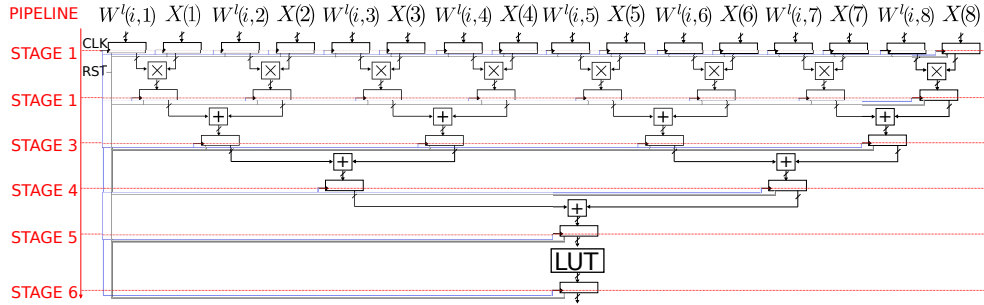 PIPELINE W^l(i,1) X(1) W^l(i,2) X(2) W^l(i,3) X(3) W^l(i,4) X(4) W^l(i,5) X(5) W^l(i,6) X(6) W^l(i,7) X(7) W^l(i,8) X(8)
CLK
STAGE 1
RST
× × × × × × × ×
STAGE 1
+ + + +
STAGE 3
+ +
STAGE 4
+
STAGE 5
LUT
STAGE 6